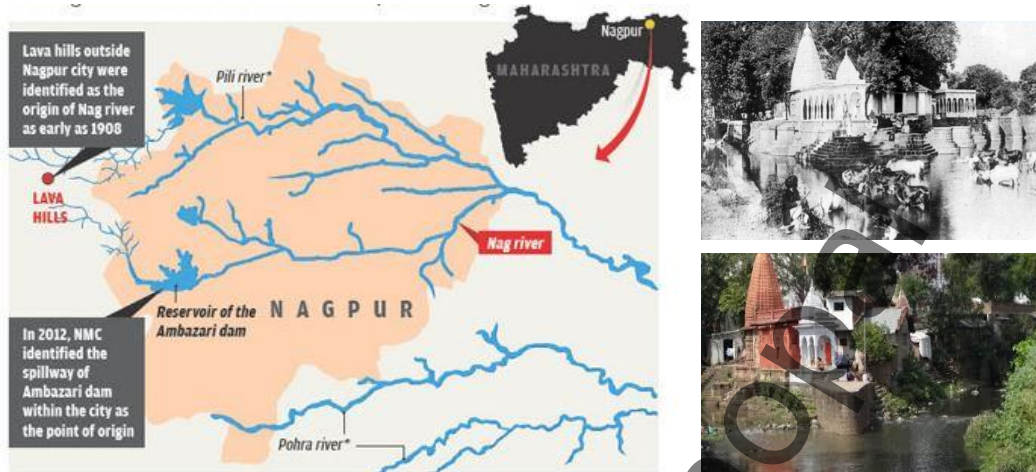 Lava hills outside
Nagpur city were
identified as the
origin of Nag river
as early as 1908
Pili river*
Nagpur
MAHARASHTRA
LAVA
HILLS
Nag river
Reservoir of the
Ambazari dam
NAGPUR
In 2012, NMC
identified the
spillway of
Ambazari dam
within the city as
the point of origin
Pohra river*